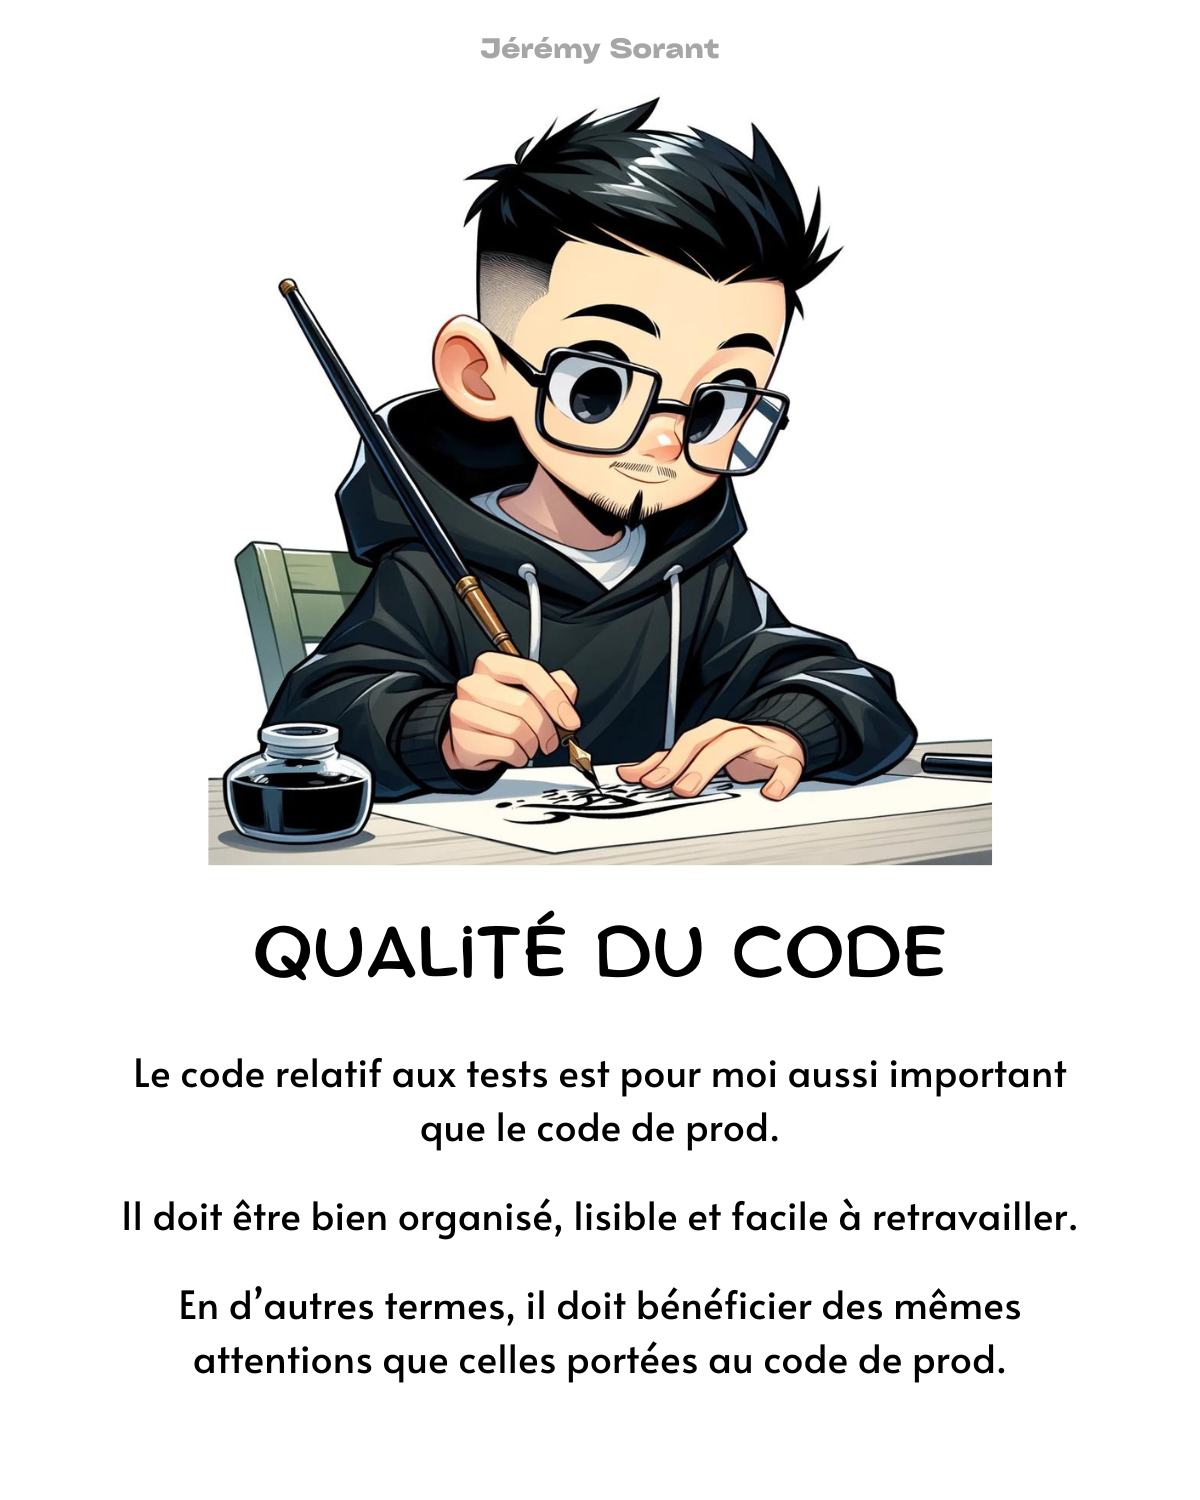 Jérémy Sorant
QUALiTÉ DU CODE
Le code relatif aux tests est pour moi aussi important
que le code de prod.
Il doit être bien organisé, lisible et facile à retravailler.
En d’autres termes, il doit bénéficier des mêmes
attentions que celles portées au code de prod.